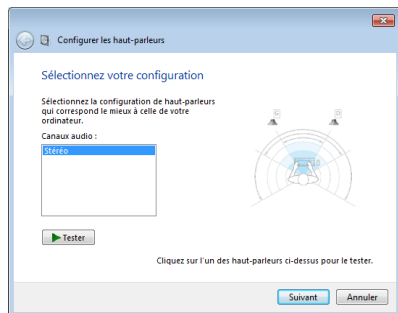 Configurer les haut-parleurs
Sélectionnez votre configuration
Sélectionnez la configuration de haut-parleurs
qui correspond le mieux à celle de votre
ordinateur.
Canaux audio :
Stéréo
G
D
Tester
Cliquez sur l'un des haut-parleurs ci-dessus pour le tester.
Suivant
Annuler